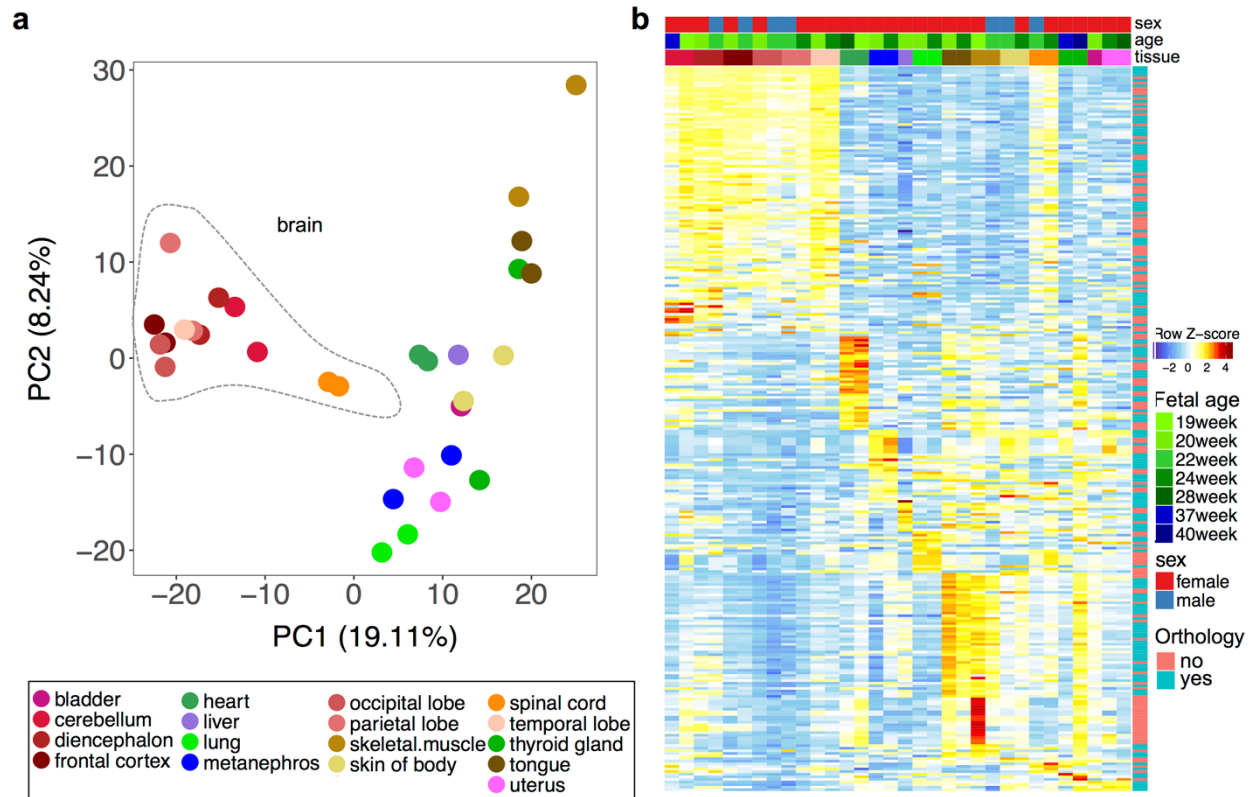 a
30
20
10
0
−10
−20
PC2 (8.24%)
brain
−20
−10
0
10
20
PC1 (19.11%)
bladder
cerebellum
diencephalon
frontal cortex
heart
liver
lung
metanephros
occipital lobe
parietal lobe
skeletal.muscle
skin of body
spinal cord
temporal lobe
thyroid gland
tongue
uterus
b
sex
age
tissue
Row Z−score
−2 0 2 4
Fetal age
19week
20week
22week
24week
28week
37week
40week
sex
female
male
Orthology
no
yes